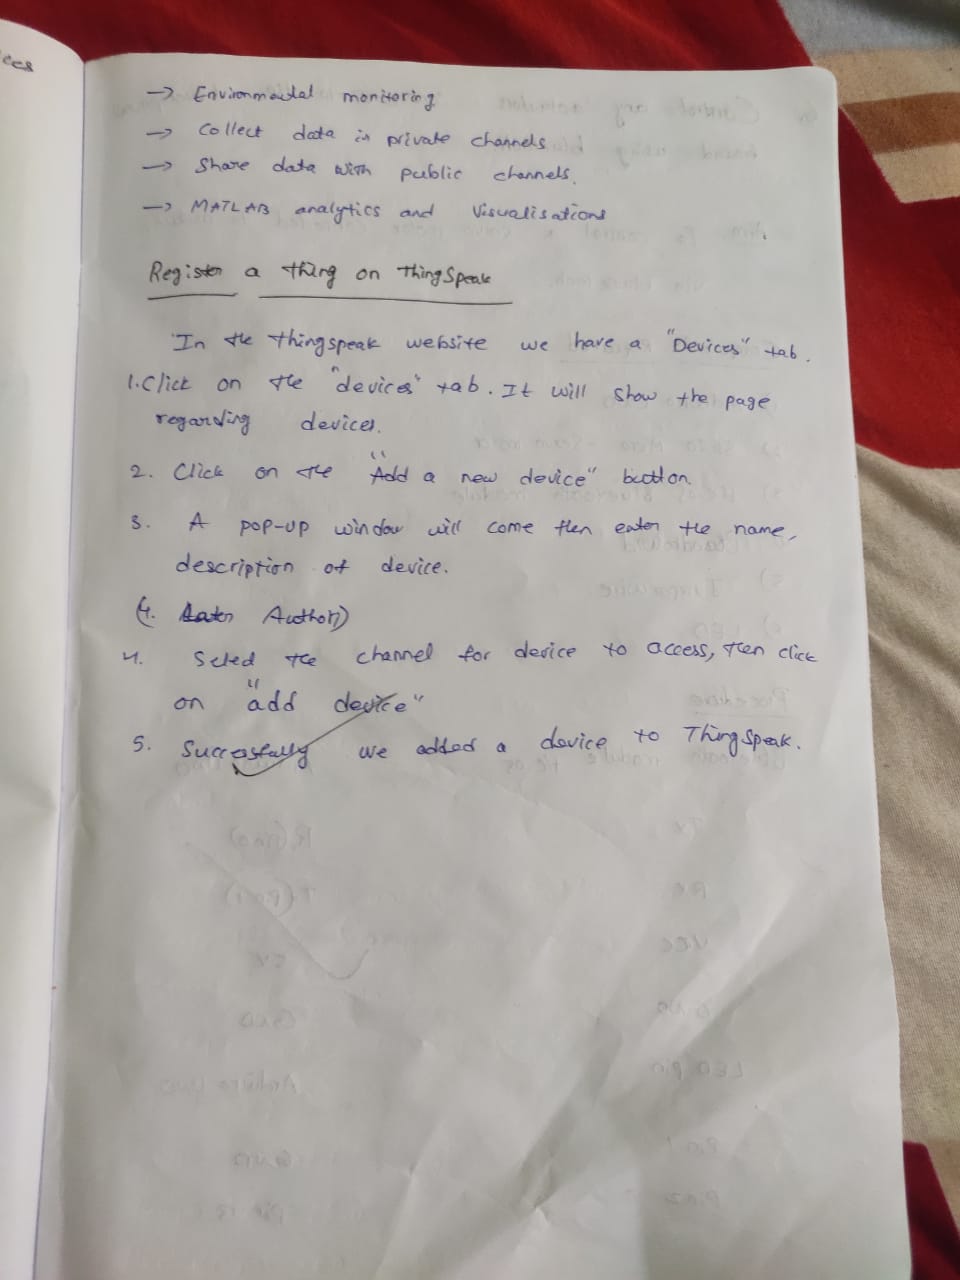 ces
→ Environmental monitoring
→ Collect data in private channels.
→ Share data with public channels.
→ MATLAB analytics and Visualisations
Register a thing on ThingSpeak
In the thingspeak website we have a "Devices" tab.
1. Click on the "devices" tab. It will show the page
regarding devices.
2. Click on the "Add a new device" button.
3. A pop-up window will come then enter the name,
description of device.
(4. Author)
4. Select the channel for device to access, then click
on "add device"
5. Successfully we added a device to ThingSpeak.